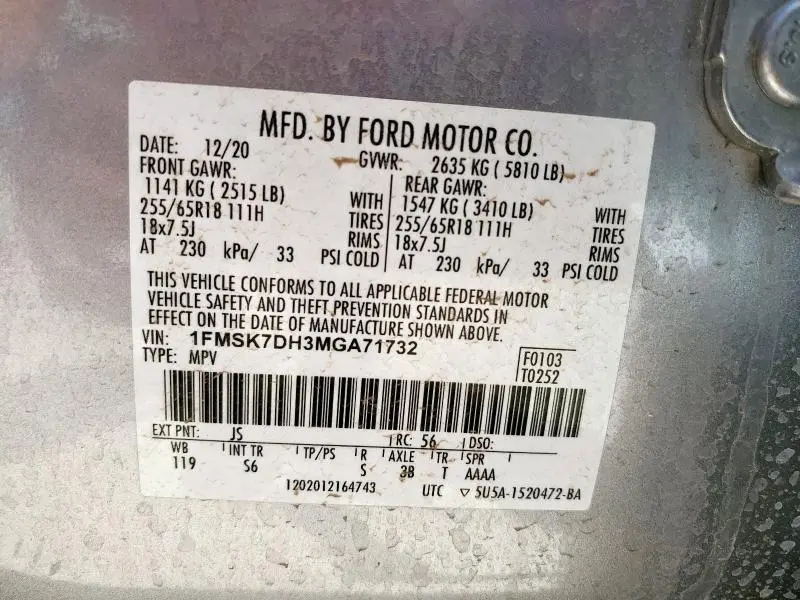 MFD. BY FORD MOTOR CO.
DATE: 12/20 GVWR: 2635 KG ( 5810 LB)
FRONT GAWR: REAR GAWR:
1141 KG ( 2515 LB) WITH 1547 KG ( 3410 LB) WITH
255/65R18 111H TIRES 255/65R18 111H TIRES
18x7.5J RIMS 18x7.5J RIMS
AT 230 kPa/ 33 PSI COLD AT 230 kPa/ 33 PSI COLD
THIS VEHICLE CONFORMS TO ALL APPLICABLE FEDERAL MOTOR
VEHICLE SAFETY AND THEFT PREVENTION STANDARDS IN
EFFECT ON THE DATE OF MANUFACTURE SHOWN ABOVE.
VIN: 1FMSK7DH3MGA71732
TYPE: MPV F0103
T0252
EXT PNT: JS RC: 56 DSO:
WB INT TR TP/PS R AXLE TR SPR
119 S6 S 3B T AAAA
1202012164743 UTC ▽ 5U5A-1520472-BA